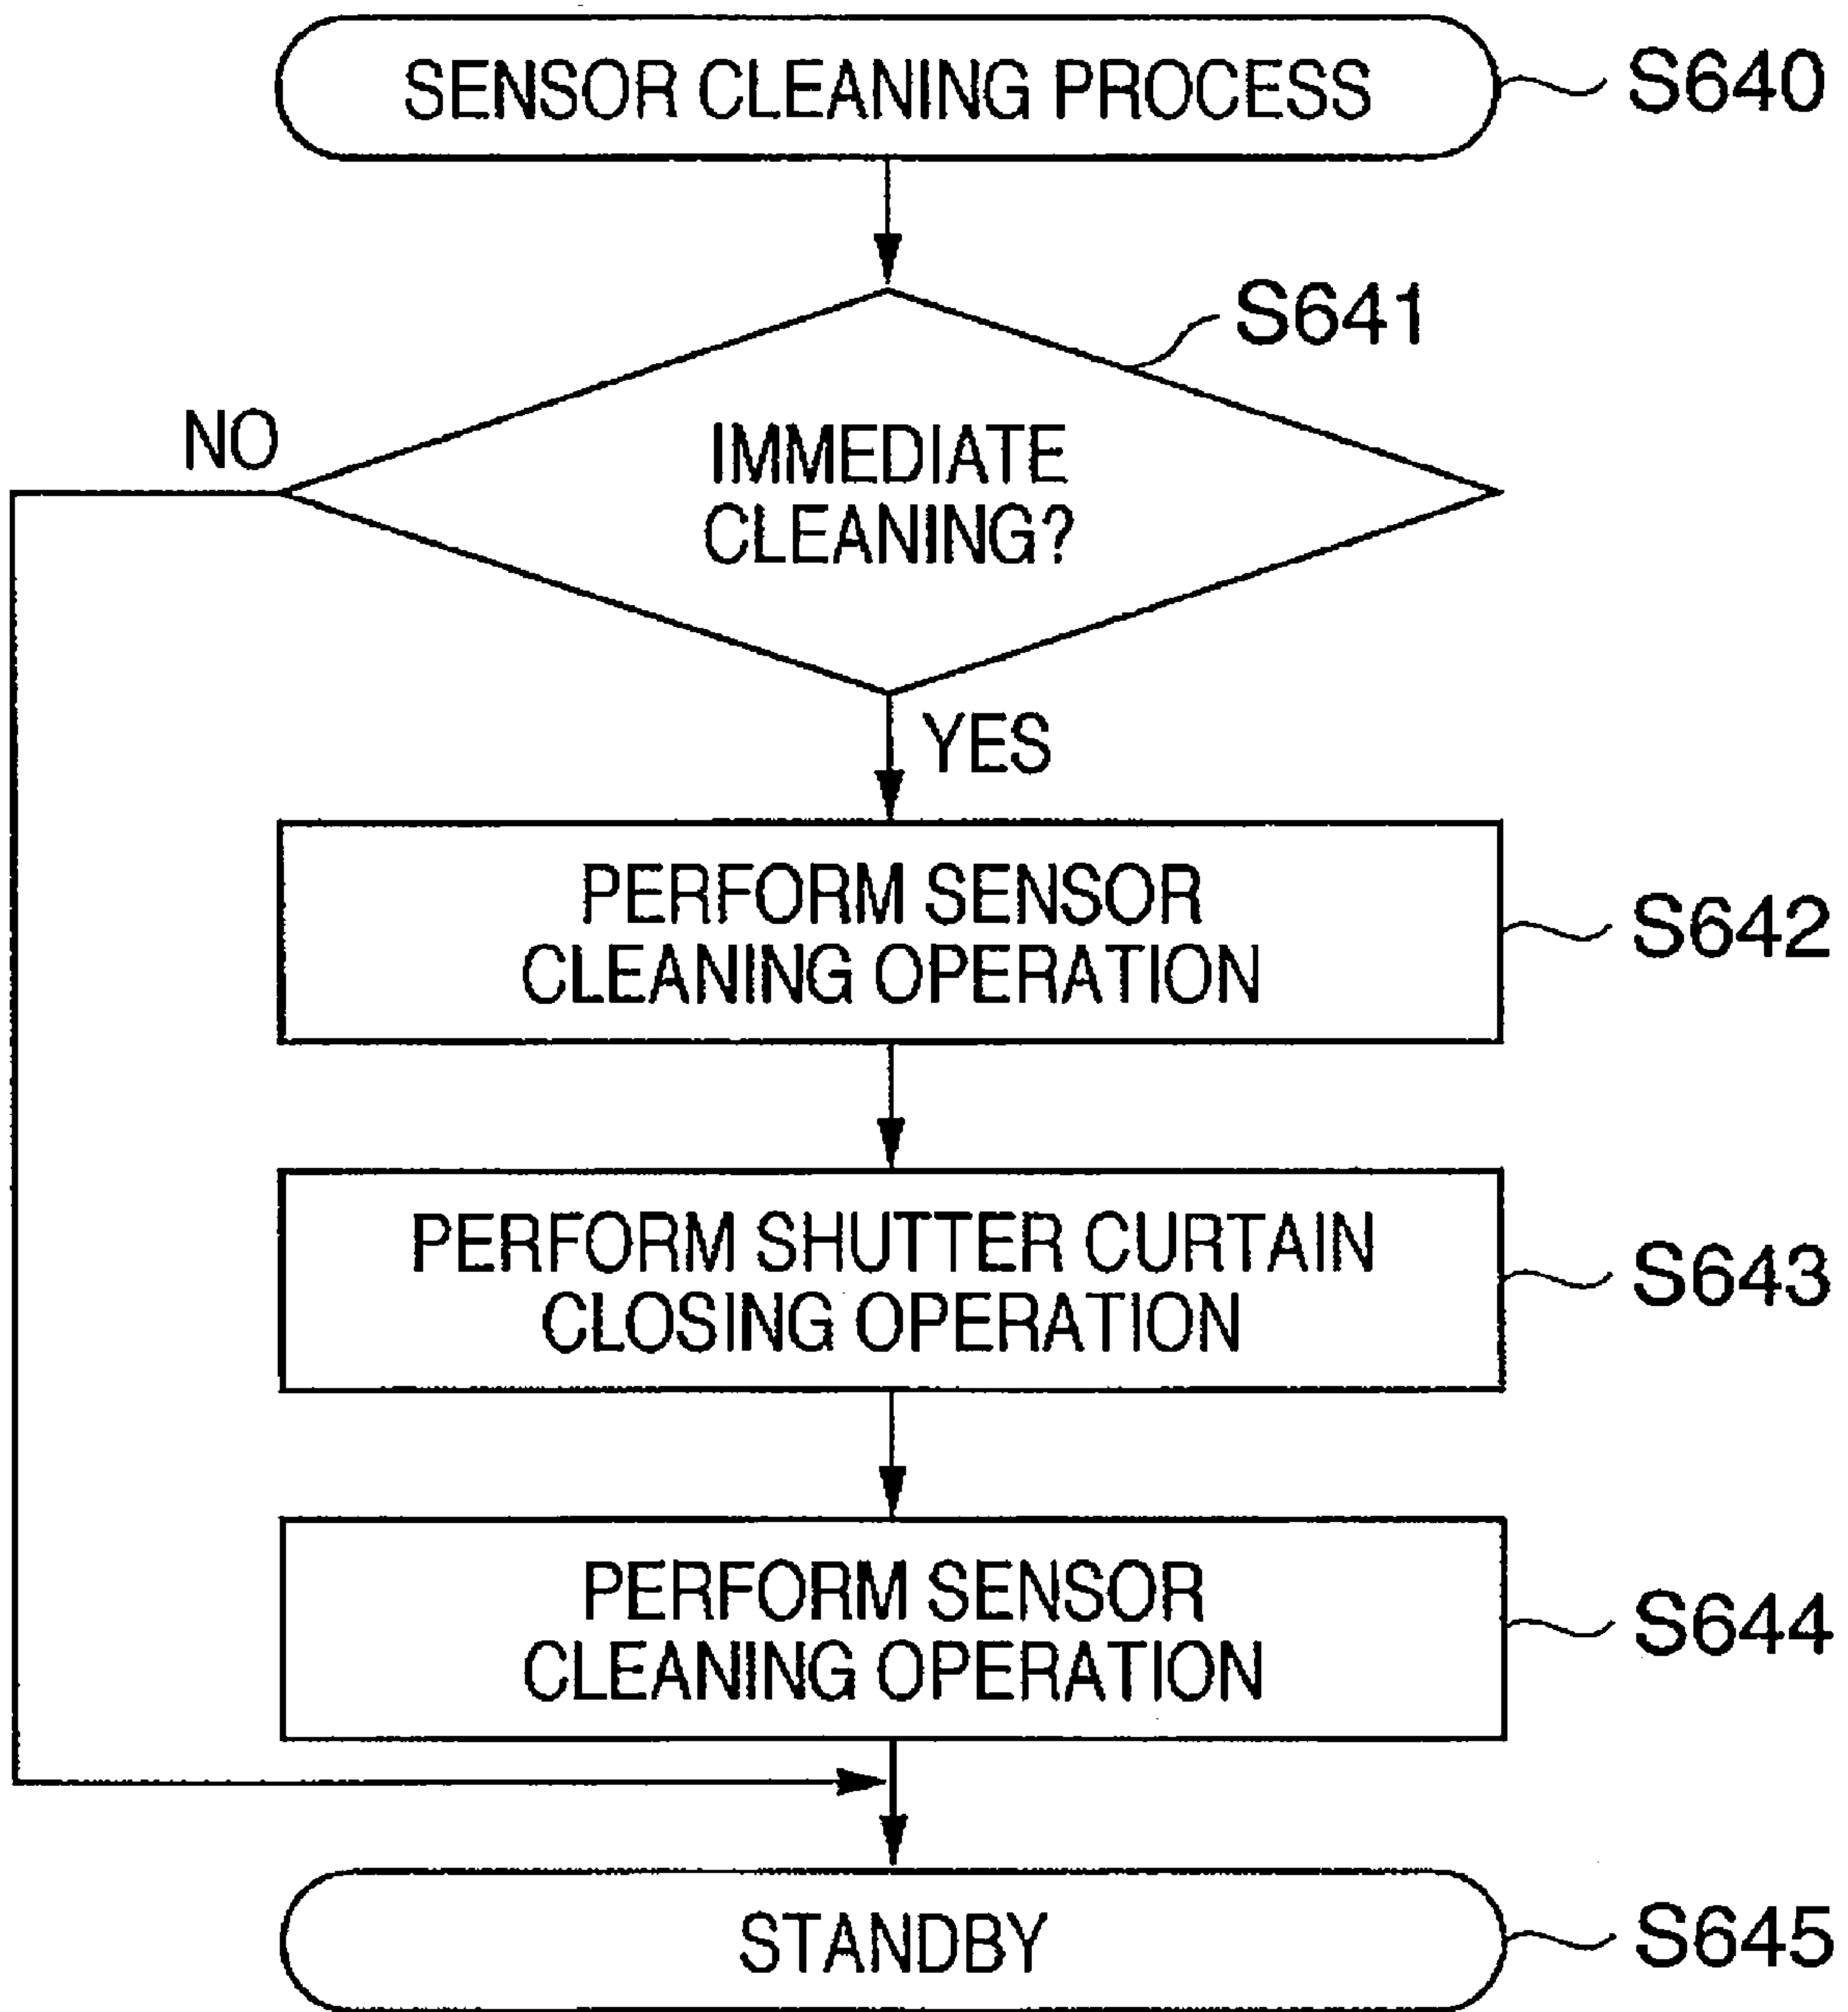 SENSOR CLEANING PROCESS
S640
S641
NO
IMMEDIATE
CLEANING?
YES
PERFORM SENSOR
CLEANING OPERATION
S642
PERFORM SHUTTER CURTAIN
CLOSING OPERATION
S643
PERFORM SENSOR
CLEANING OPERATION
S644
STANDBY
S645